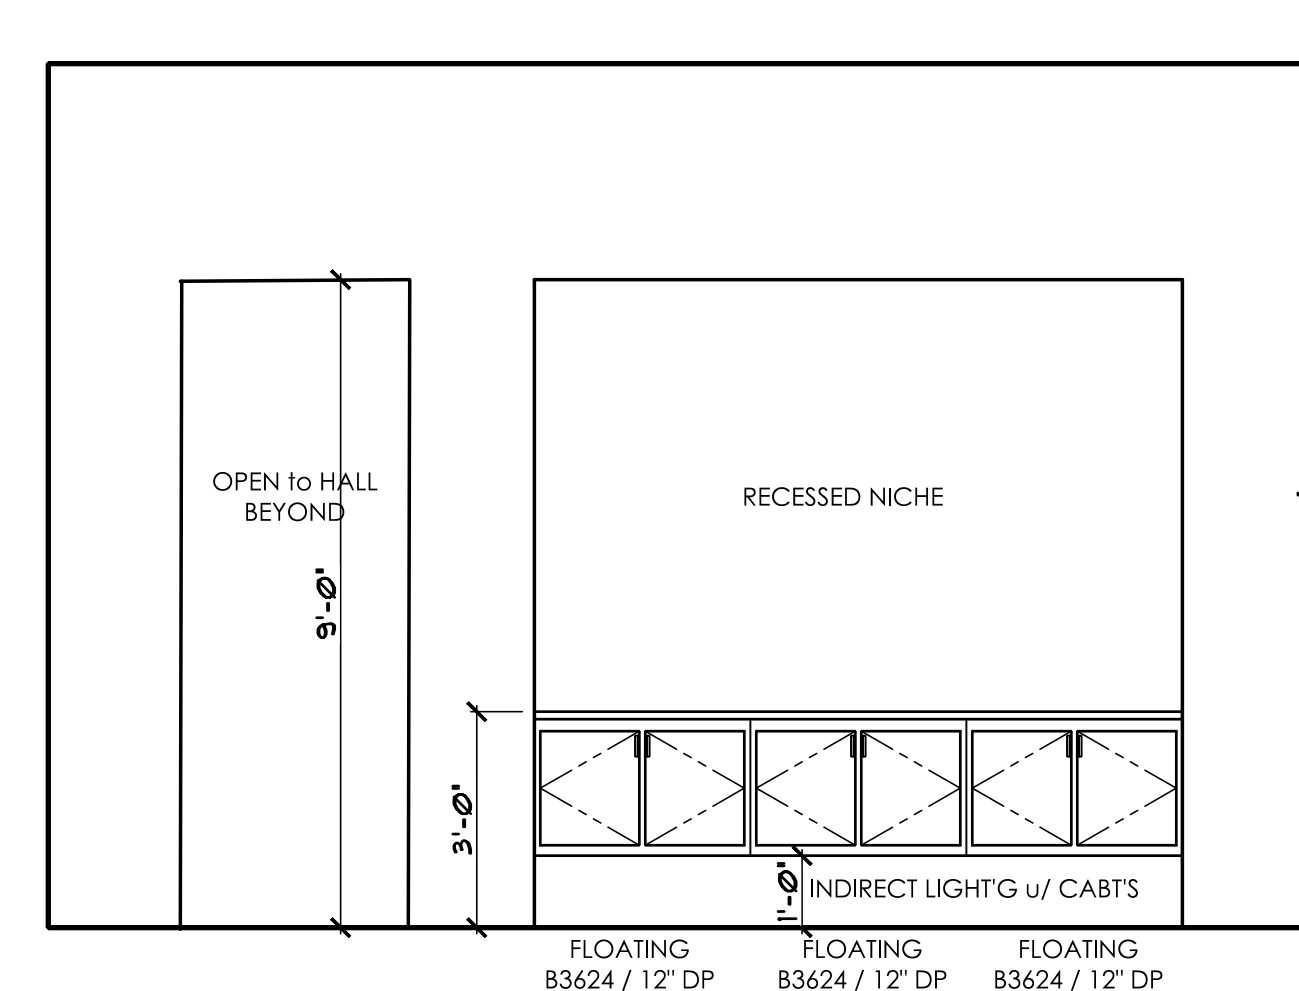 OPEN to HALL
BEYOND
9'-0"
RECESSED NICHE
3'-0"
1'-0"
INDIRECT LIGHT'G u/ CABT'S
FLOATING
B3624 / 12" DP
FLOATING
B3624 / 12" DP
FLOATING
B3624 / 12" DP